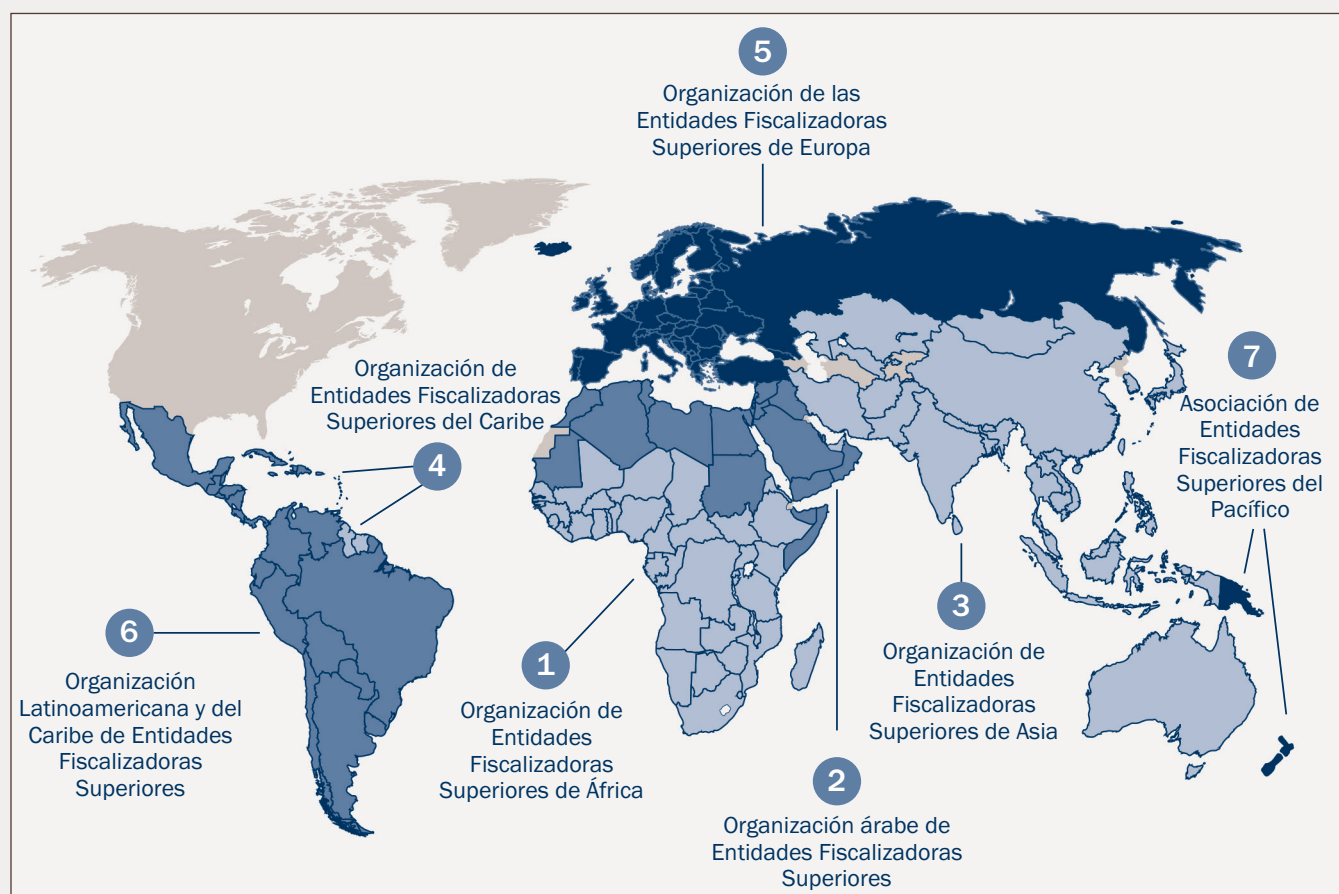 5
Organización de las
Entidades Fiscalizadoras
Superiores de Europa
Organización de
Entidades Fiscalizadoras
Superiores del Caribe
4
7
Asociación de
Entidades
Fiscalizadoras
Superiores del
Pacífico
6
Organización
Latinoamericana y del
Caribe de Entidades
Fiscalizadoras
Superiores
1
Organización de
Entidades
Fiscalizadoras
Superiores de África
3
Organización de
Entidades
Fiscalizadoras
Superiores de Asia
2
Organización árabe de
Entidades Fiscalizadoras
Superiores